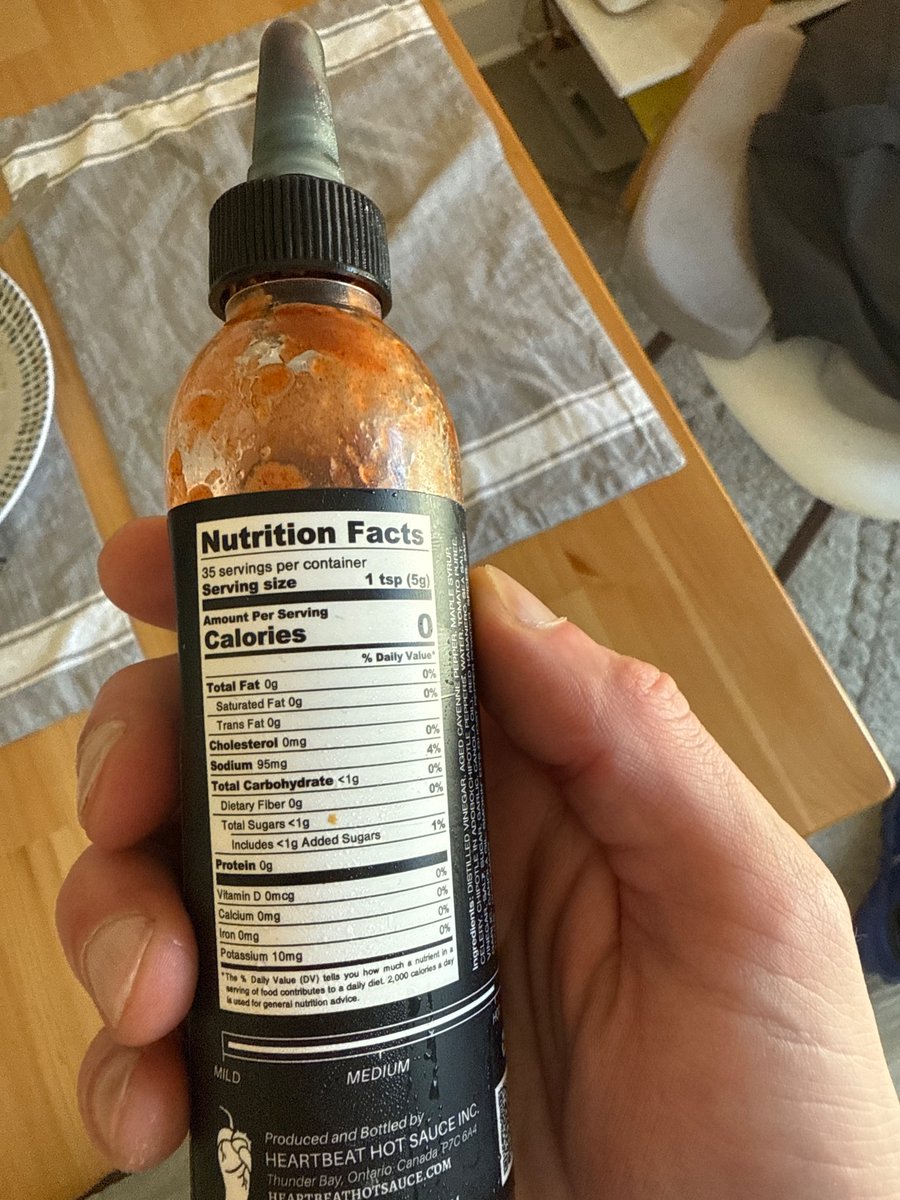 Nutrition Facts
35 servings per container
Serving size 1 tsp (5g)
Amount Per Serving
Calories 0
% Daily Value*
Total Fat 0g 0%
Saturated Fat 0g 0%
Trans Fat 0g
Cholesterol 0mg 0%
Sodium 95mg 4%
Total Carbohydrate <1g 0%
Dietary Fiber 0g 0%
Total Sugars <1g
Includes <1g Added Sugars 1%
Protein 0g
Vitamin D 0mcg 0%
Calcium 0mg 0%
Iron 0mg 0%
Potassium 10mg 0%
*The % Daily Value (DV) tells you how much a nutrient in a
serving of food contributes to a daily diet. 2,000 calories a day
is used for general nutrition advice.
MILD MEDIUM
Produced and Bottled by
HEARTBEAT HOT SAUCE INC.
Thunder Bay, Ontario Canada P7C 6A4
HEARTBEATHOTSAUCE.COM
Ingredients: DISTILLED VINEGAR, AGED CAYENNE PEPPER, MAPLE SYRUP,